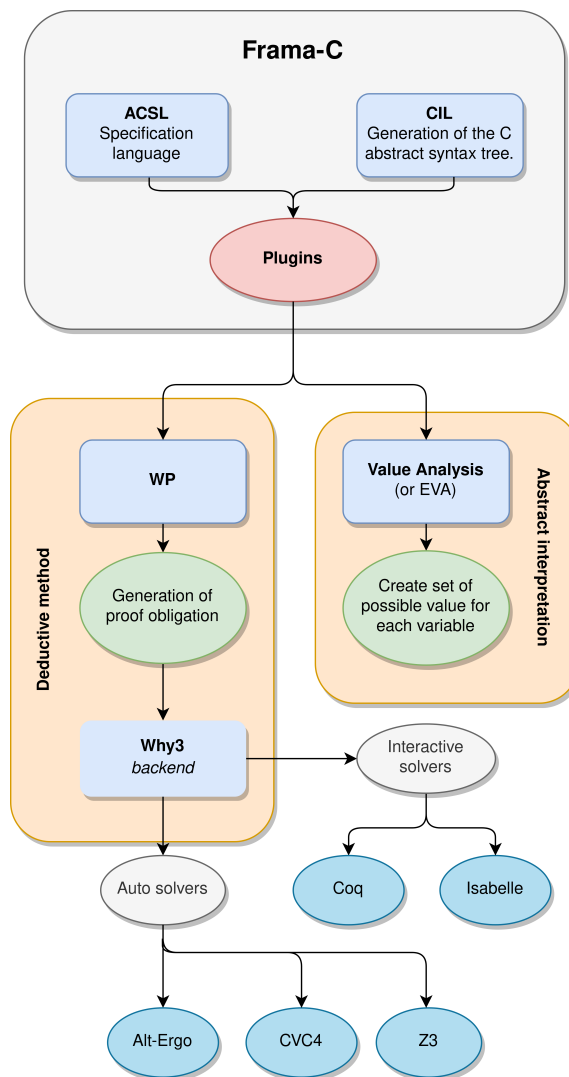 Frama-C
ACSL
Specification
language
CIL
Generation of the C
abstract syntax tree.
Plugins
Deductive method
WP
Generation of
proof obligation
Why3
backend
Value Analysis
(or EVA)
Create set of
possible value for
each variable
Abstract interpretation
Interactive
solvers
Coq
Isabelle
Auto solvers
Alt-Ergo
CVC4
Z3